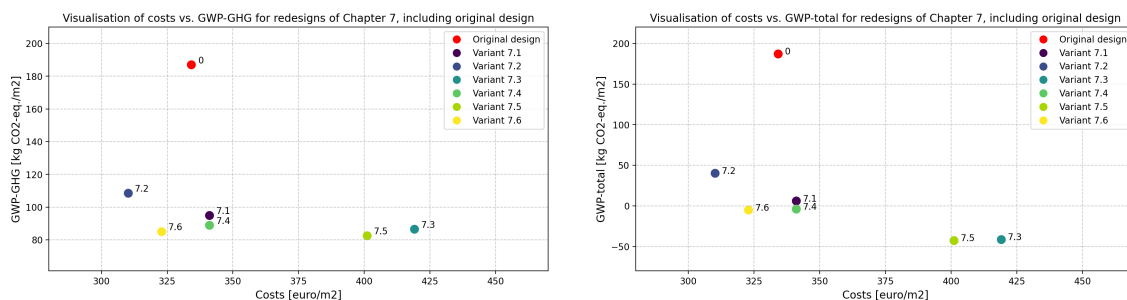 Visualisation of costs vs. GWP-GHG for redesigns of Chapter 7, including original design
GWP-GHG [kg CO2-eq./m2]
200
180
160
140
120
100
80
0
7.2
7.1
7.4
7.6
7.5
7.3
Original design
Variant 7.1
Variant 7.2
Variant 7.3
Variant 7.4
Variant 7.5
Variant 7.6
300
325
350
375
400
425
450
Costs [euro/m2]
Visualisation of costs vs. GWP-total for redesigns of Chapter 7, including original design
GWP-total [kg CO2-eq./m2]
200
150
100
50
0
−50
0
7.2
7.1
7.4
7.6
7.5
7.3
Original design
Variant 7.1
Variant 7.2
Variant 7.3
Variant 7.4
Variant 7.5
Variant 7.6
300
325
350
375
400
425
450
Costs [euro/m2]